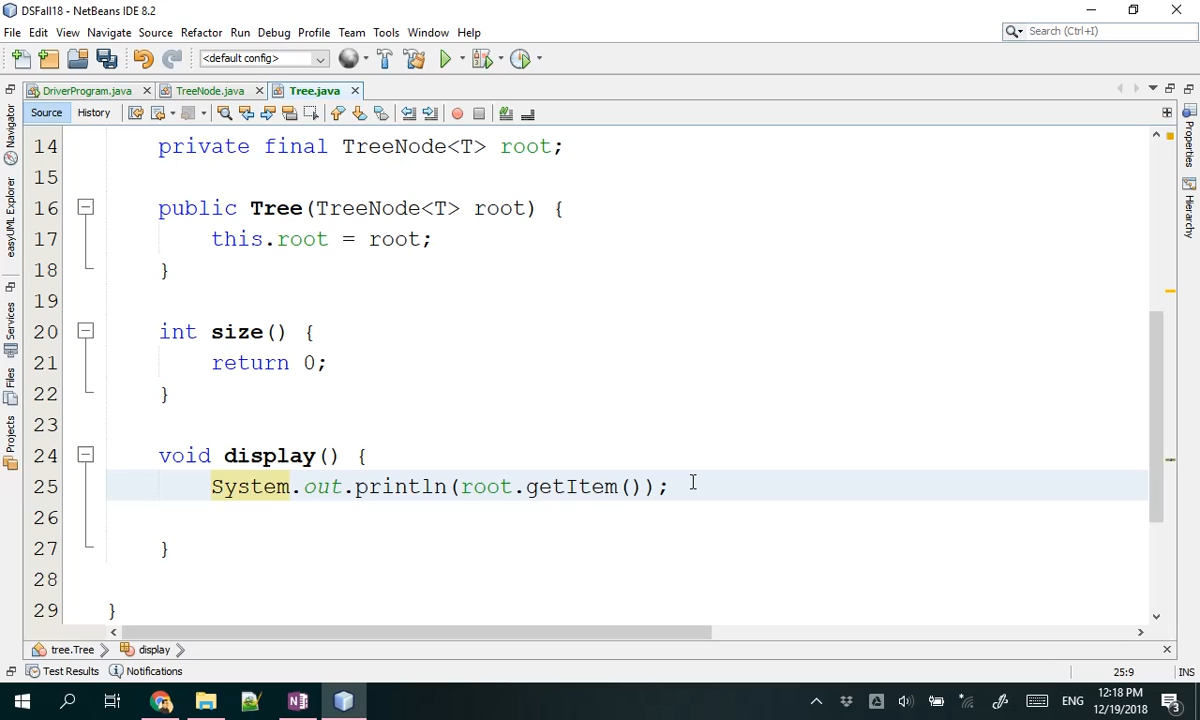 DSFall18 - NetBeans IDE 8.2
File Edit View Navigate Source Refactor Run Debug Profile Team Tools Window Help
Search (Ctrl+I)
<default config>
DriverProgram.java TreeNode.java Tree.java
Source History
Navigator
easyUML Explorer
Services
Files
Projects
Properties
Hierarchy
14 private final TreeNode<T> root;
15
16 public Tree(TreeNode<T> root) {
17 this.root = root;
18 }
19
20 int size() {
21 return 0;
22 }
23
24 void display() {
25 System.out.println(root.getItem());
26
27 }
28
29 }
tree.Tree display
Test Results Notifications
25:9 INS
ENG
12:18 PM
12/19/2018
3